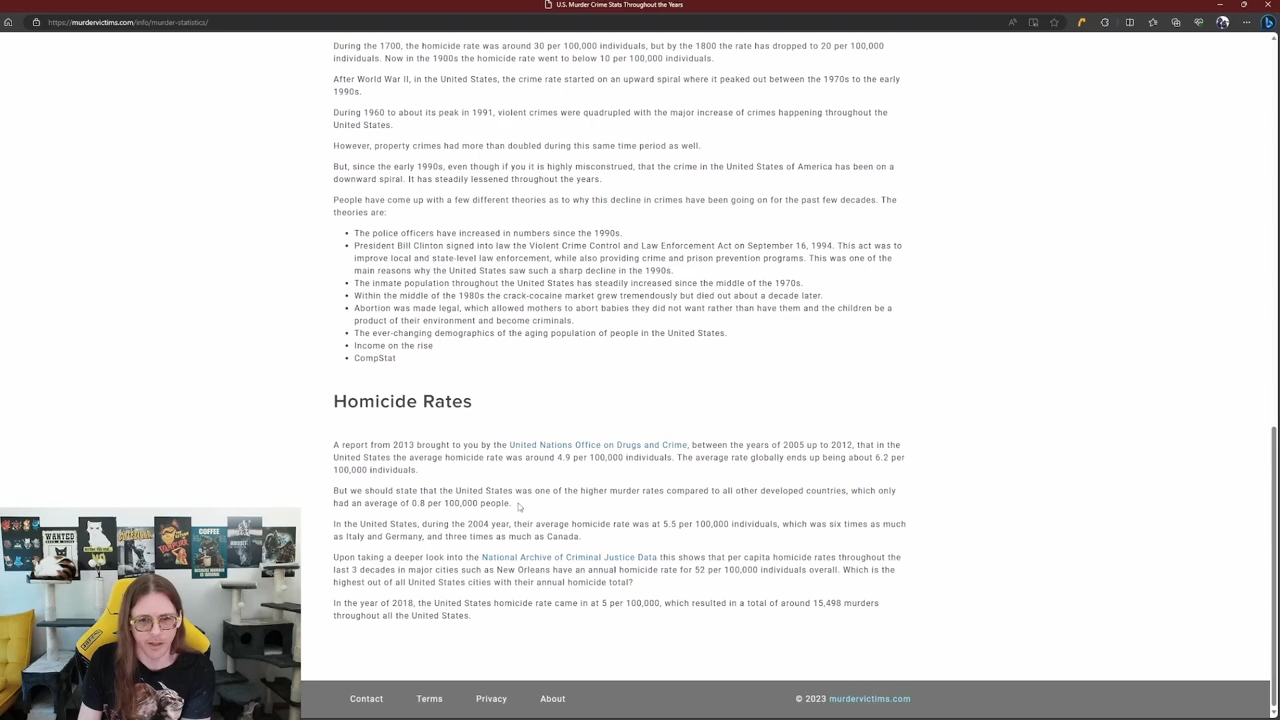 U.S. Murder Crime Stats Throughout the Years
https://murdervictims.com/info/murder-statistics/
During the 1700, the homicide rate was around 30 per 100,000 individuals, but by the 1800 the rate has dropped to 20 per 100,000
individuals. Now in the 1900s the homicide rate went to below 10 per 100,000 individuals.
After World War II, in the United States, the crime rate started on an upward spiral where it peaked out between the 1970s to the early
1990s.
During 1960 to about its peak in 1991, violent crimes were quadrupled with the major increase of crimes happening throughout the
United States.
However, property crimes had more than doubled during this same time period as well.
But, since the early 1990s, even though if you it is highly misconstrued, that the crime in the United States of America has been on a
downward spiral. It has steadily lessened throughout the years.
People have come up with a few different theories as to why this decline in crimes have been going on for the past few decades. The
theories are:
• The police officers have increased in numbers since the 1990s.
• President Bill Clinton signed into law the Violent Crime Control and Law Enforcement Act on September 16, 1994. This act was to
improve local and state-level law enforcement, while also providing crime and prison prevention programs. This was one of the
main reasons why the United States saw such a sharp decline in the 1990s.
• The inmate population throughout the United States has steadily increased since the middle of the 1970s.
• Within the middle of the 1980s the crack-cocaine market grew tremendously but died out about a decade later.
• Abortion was made legal, which allowed mothers to abort babies they did not want rather than have them and the children be a
product of their environment and become criminals.
• The ever-changing demographics of the aging population of people in the United States.
• Income on the rise
• CompStat
Homicide Rates
A report from 2013 brought to you by the United Nations Office on Drugs and Crime, between the years of 2005 up to 2012, that in the
United States the average homicide rate was around 4.9 per 100,000 individuals. The average rate globally ends up being about 6.2 per
100,000 individuals.
But we should state that the United States was one of the higher murder rates compared to all other developed countries, which only
had an average of 0.8 per 100,000 people.
In the United States, during the 2004 year, their average homicide rate was at 5.5 per 100,000 individuals, which was six times as much
as Italy and Germany, and three times as much as Canada.
Upon taking a deeper look into the National Archive of Criminal Justice Data this shows that per capita homicide rates throughout the
last 3 decades in major cities such as New Orleans have an annual homicide rate for 52 per 100,000 individuals overall. Which is the
highest out of all United States cities with their annual homicide total?
In the year of 2018, the United States homicide rate came in at 5 per 100,000, which resulted in a total of around 15,498 murders
throughout all the United States.
WANTED
COFFEE
Contact Terms Privacy About © 2023 murdervictims.com